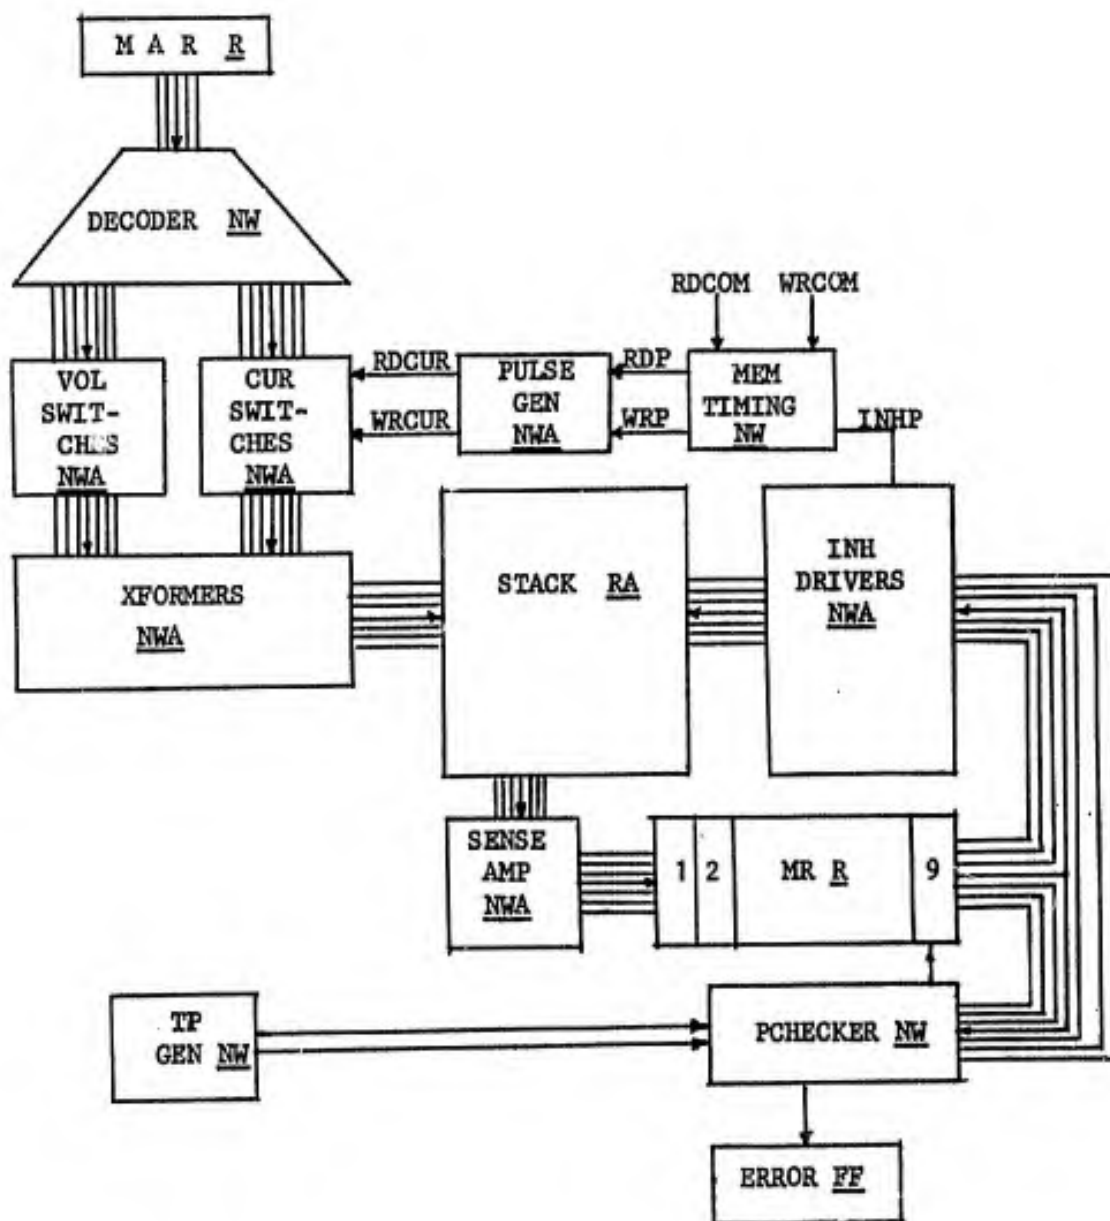 M A R R
DECODER NW
RDCOM WRCOM
VOL
SWIT-
CHES
NWA
CUR
SWIT-
CHES
NWA
RDCUR
WRCUR
PULSE
GEN
NWA
RDP
WRP
MEM
TIMING
NW
INHP
XFORMERS
NWA
STACK RA
INH
DRIVERS
NWA
SENSE
AMP
NWA
1 2 MR R 9
TP
GEN NW
PCHECKER NW
ERROR FF